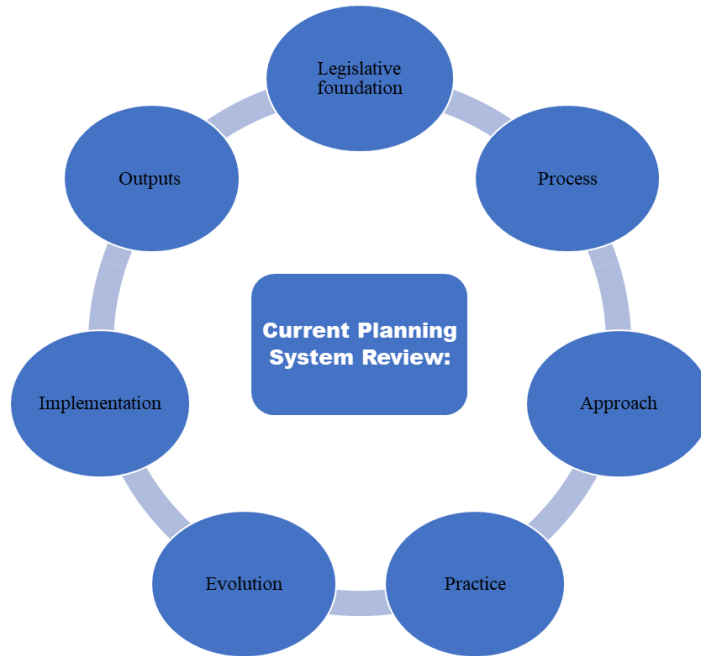 Legislative
foundation
Process
Approach
Practice
Evolution
Implementation
Outputs
Current Planning
System Review: